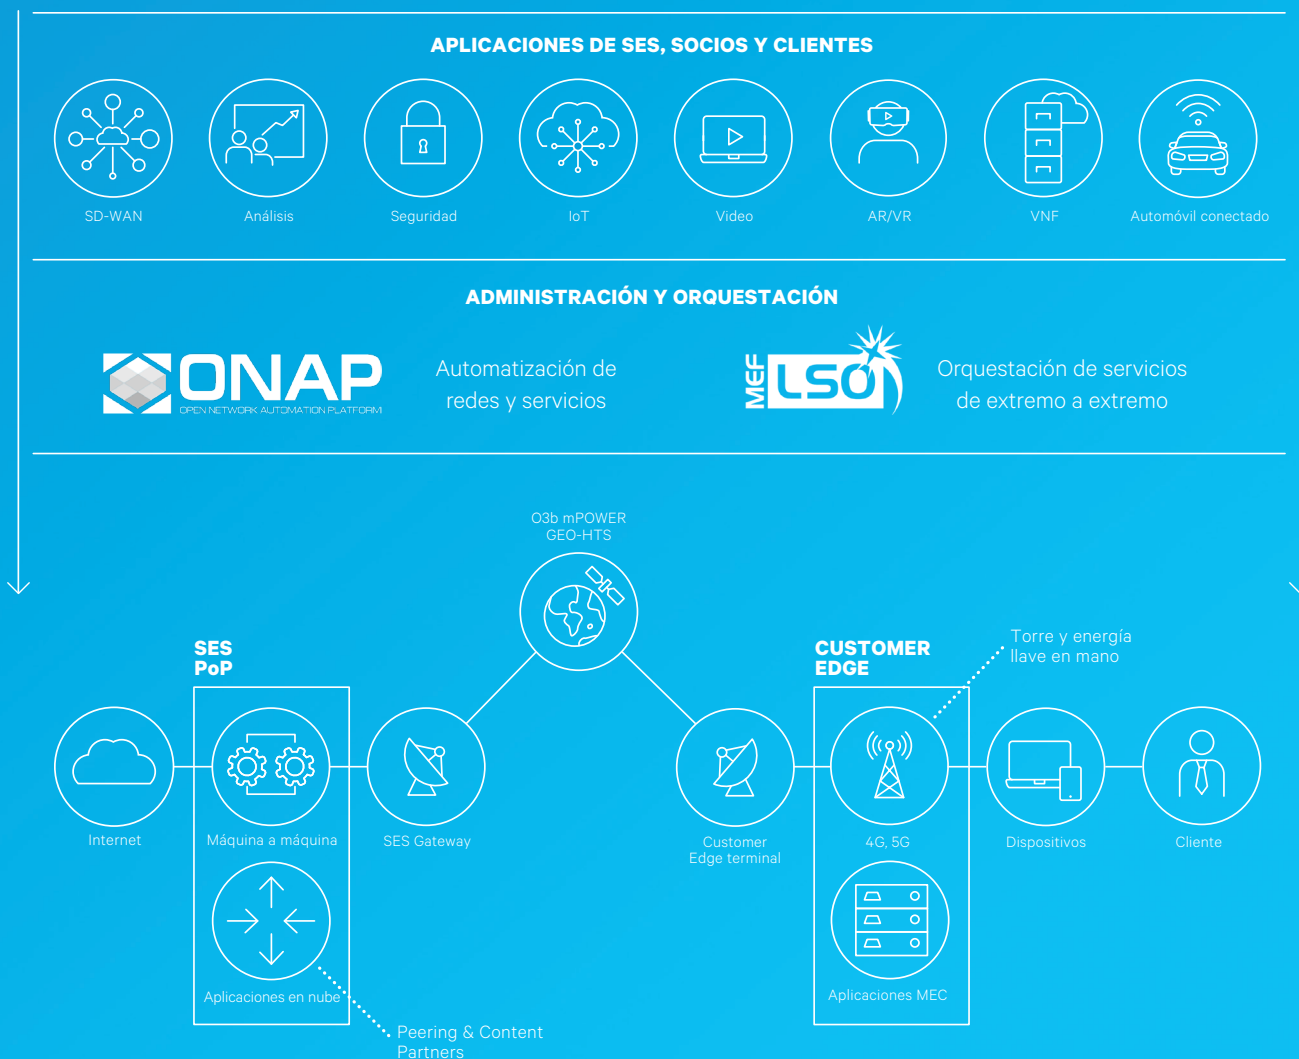 APLICACIONES DE SES, SOCIOS Y CLIENTES
SD-WAN
Análisis
Seguridad
IoT
Video
AR/VR
VNF
Automóvil conectado
ADMINISTRACIÓN Y ORQUESTACIÓN
ONAP
OPEN NETWORK AUTOMATION PLATFORM
Automatización de
redes y servicios
MEF
LSO
Orquestación de servicios
de extremo a extremo
O3b mPOWER
GEO-HTS
SES
PoP
CUSTOMER
EDGE
Torre y energía
llave en mano
Internet
Máquina a máquina
SES Gateway
Customer
Edge terminal
4G, 5G
Dispositivos
Cliente
Aplicaciones en nube
Aplicaciones MEC
Peering & Content
Partners